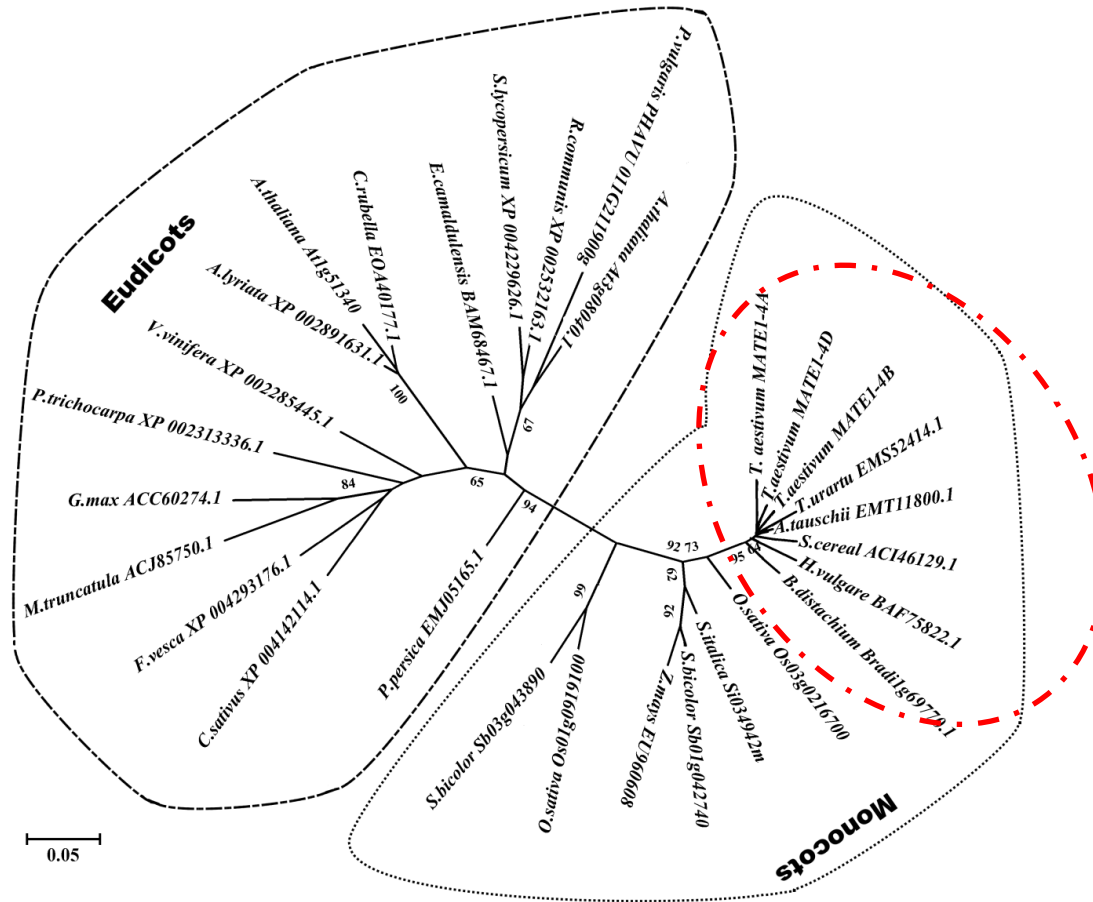 Eudicots
P.vulgaris PHAVU 011G211900g
S.lycopersicum XP 004229626.1
R.communis XP 002532163.1
A.thaliana At3g08040.1
E.camaldulensis BAM68467.1
C.rubella EOA40177.1
A.thaliana At1g51340
A.lyriata XP 002891631.1
V.vinifera XP 002285445.1
P.trichocarpa XP 002313336.1
G.max ACC60274.1
M.truncatula ACJ85750.1
F.vesca XP 004293176.1
C.sativus XP 004142114.1
P.persica EMJ05165.1
100
67
84
65
94
T. aestivum MATE1-4A
T.aestivum MATE1-4D
T.aestivum MATE1-4B
T.urartu EMS52414.1
A.tauschii EMT11800.1
S.cereal ACI46129.1
H.vulgare BAF75822.1
B.distachium Bradi1g69770.1
O.sativa Os03g0216700
S.italica Si034942m
S.bicolor Sb01g042740
Z.mays EU960608
O.sativa Os01g0919100
S.bicolor Sb03g043890
92
73
95
62
92
99
Monocots
0.05